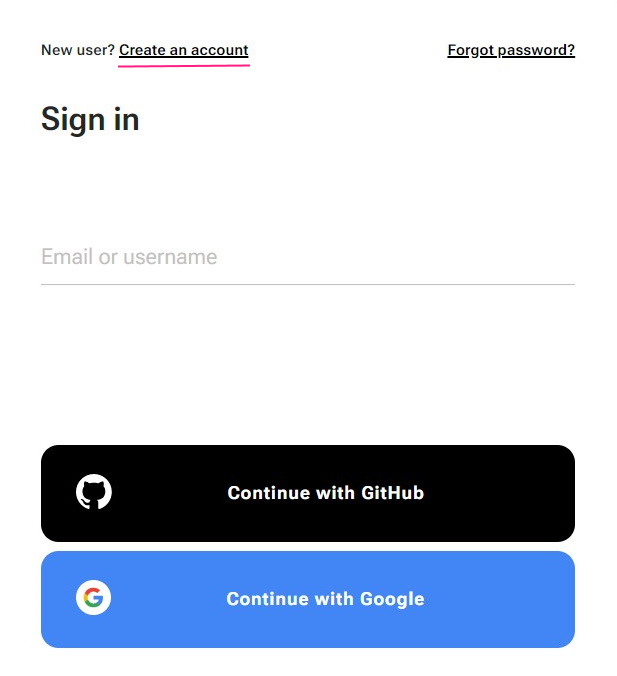 New user? Create an account
Forgot password?
Sign in
Email or username
Continue with GitHub
Continue with Google